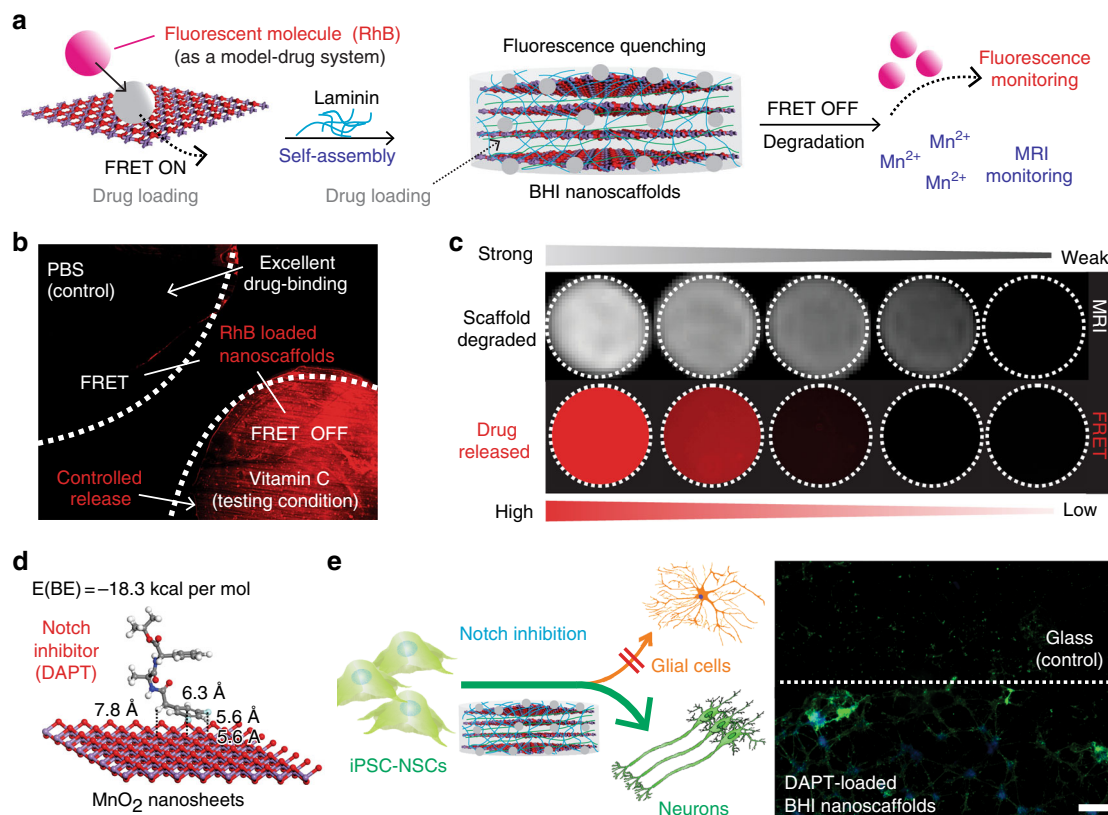 a
Fluorescent molecule (RhB)
(as a model-drug system)
FRET ON
Drug loading
Laminin
Self-assembly
Fluorescence quenching
Drug loading
BHI nanoscaffolds
FRET OFF
Degradation
Fluorescence
monitoring
Mn2+
Mn2+
Mn2+
MRI
monitoring
b
PBS
(control)
Excellent
drug-binding
RhB loaded
nanoscaffolds
FRET
FRET OFF
Controlled
release
Vitamin C
(testing condition)
c
Strong
Weak
Scaffold
degraded
MRI
Drug
released
FRET
High
Low
d
E(BE) = −18.3 kcal per mol
Notch
inhibitor
(DAPT)
7.8 Å
6.3 Å
5.6 Å
5.6 Å
MnO2 nanosheets
e
Notch inhibition
Glial cells
iPSC-NSCs
Neurons
Glass
(control)
DAPT-loaded
BHI nanoscaffolds